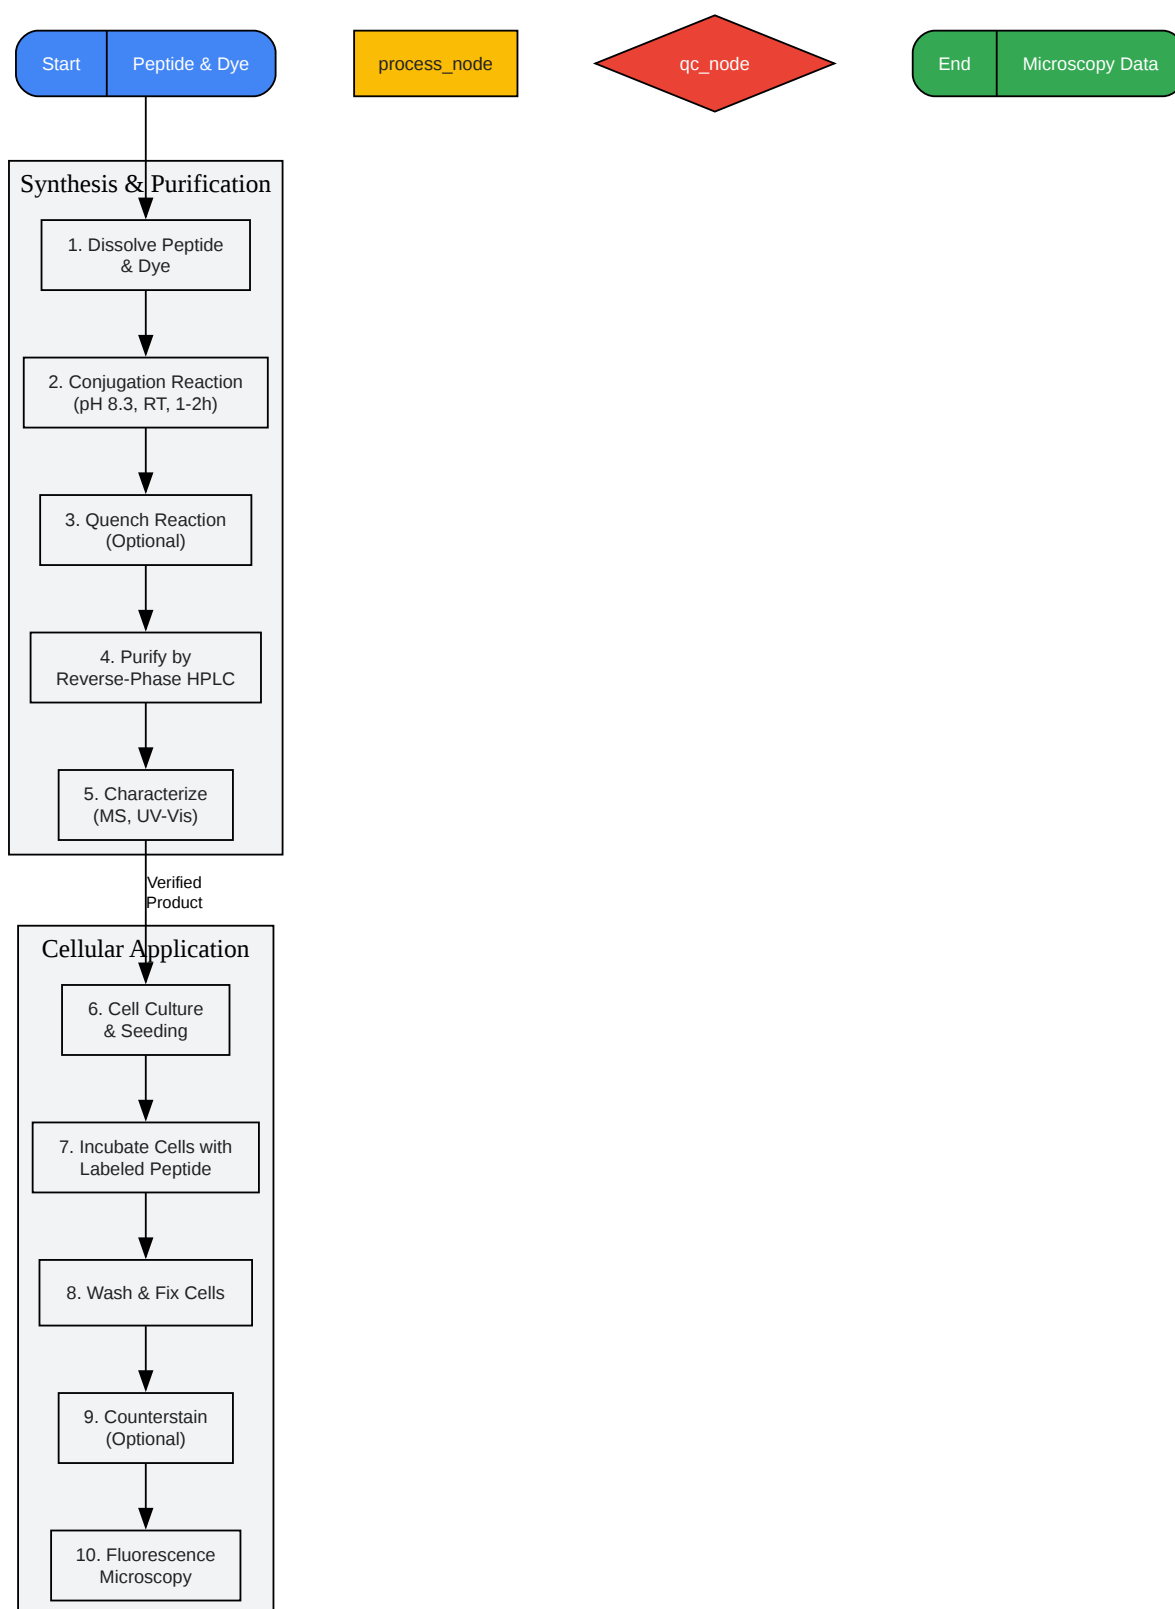 Start
Peptide & Dye
process_node
qc_node
End
Microscopy Data
Synthesis & Purification
1. Dissolve Peptide
& Dye
2. Conjugation Reaction
(pH 8.3, RT, 1-2h)
3. Quench Reaction
(Optional)
4. Purify by
Reverse-Phase HPLC
5. Characterize
(MS, UV-Vis)
Verified
Product
Cellular Application
6. Cell Culture
& Seeding
7. Incubate Cells with
Labeled Peptide
8. Wash & Fix Cells
9. Counterstain
(Optional)
10. Fluorescence
Microscopy